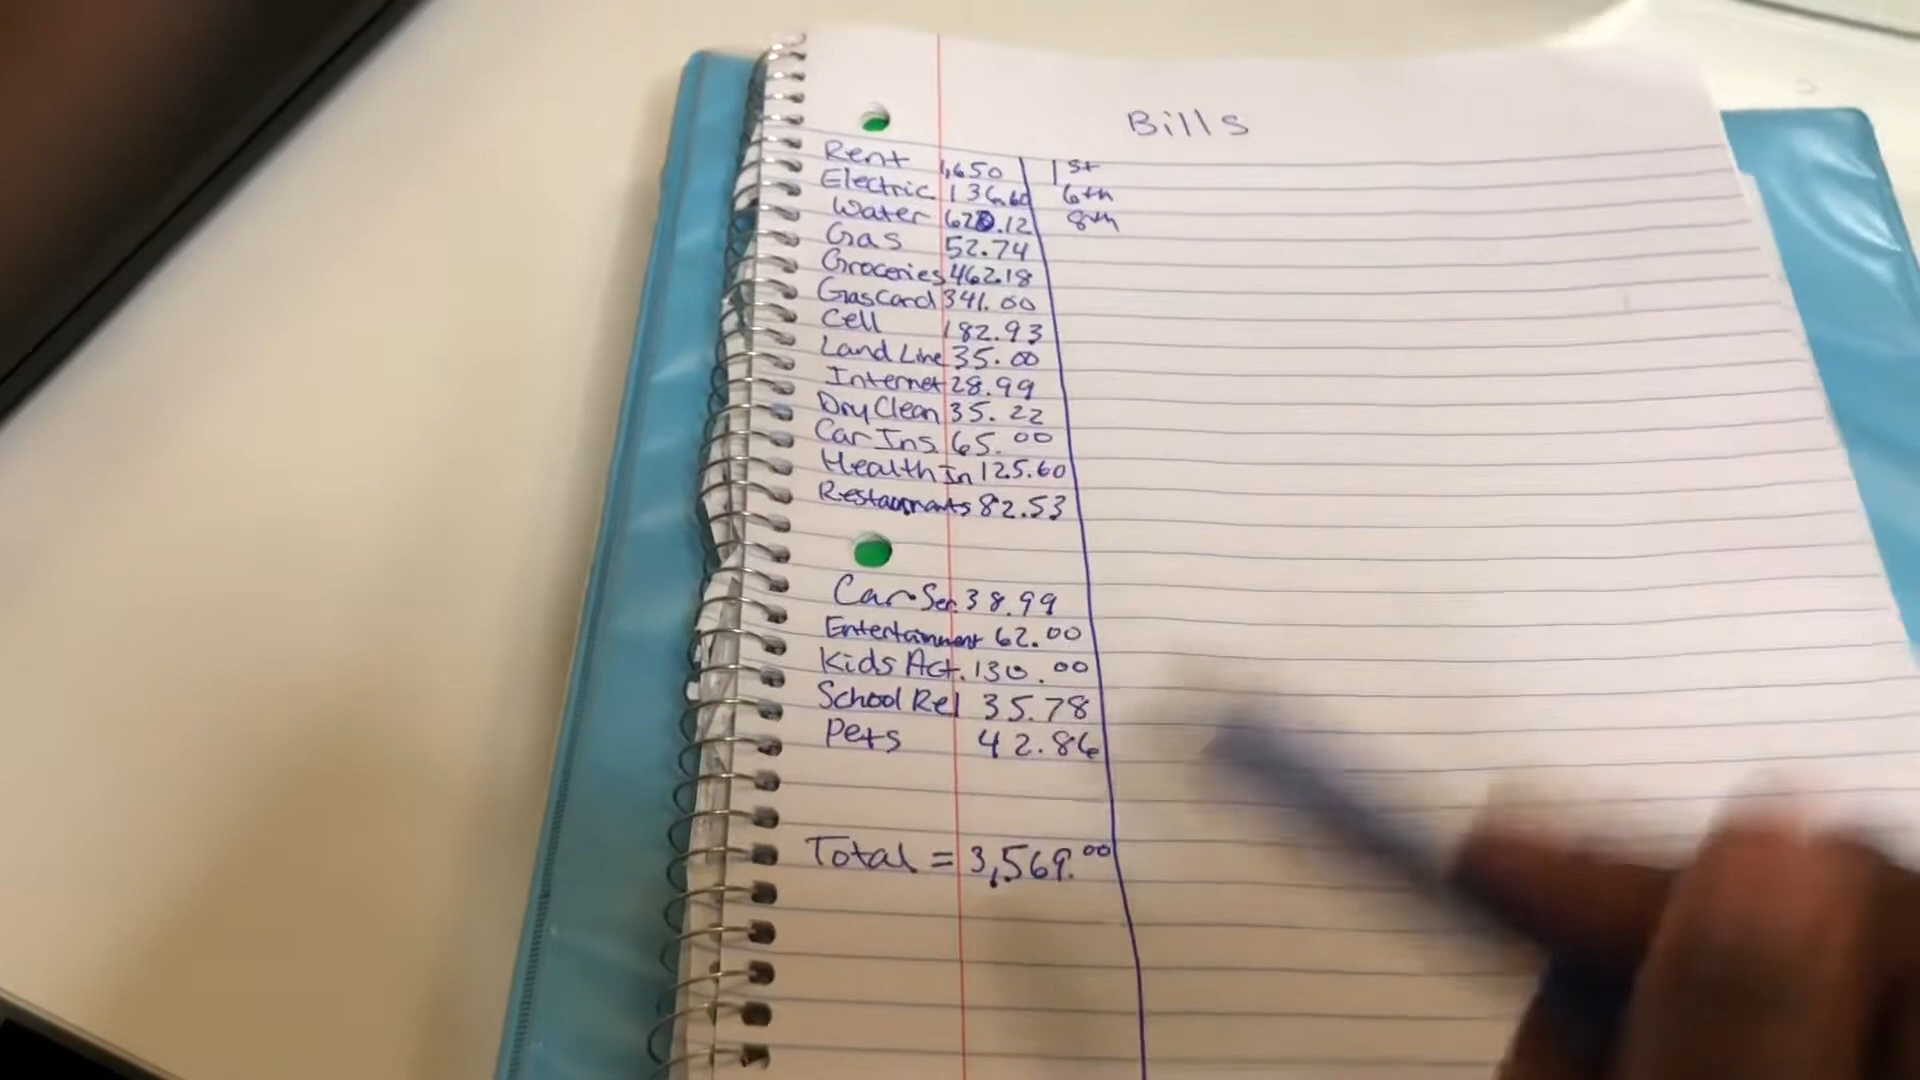 Bills
Rent 1,650 1st
Electric 136.60 6th
Water 8th
Gas 52.74
Groceries 462.18
Gas Card 341.00
Cell 182.93
Land Line 35.00
Internet 28.99
Dry Clean 35.22
Car Ins. 65.00
Health In 125.60
Restaurants 82.53
Car Ser. 38.99
Entertainment 62.00
Kids Act. 130.00
School Rel 35.78
Pets 42.86
Total = 3,569.00